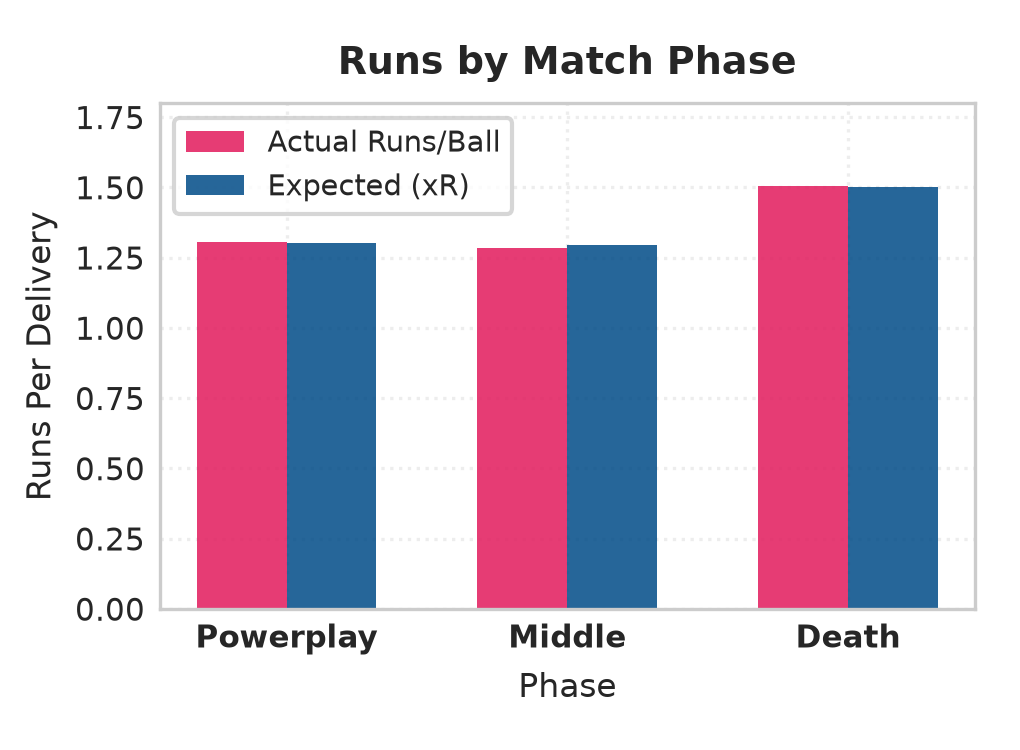 Runs by Match Phase
Actual Runs/Ball
Expected (xR)
Runs Per Delivery
1.75
1.50
1.25
1.00
0.75
0.50
0.25
0.00
Powerplay Middle Death
Phase